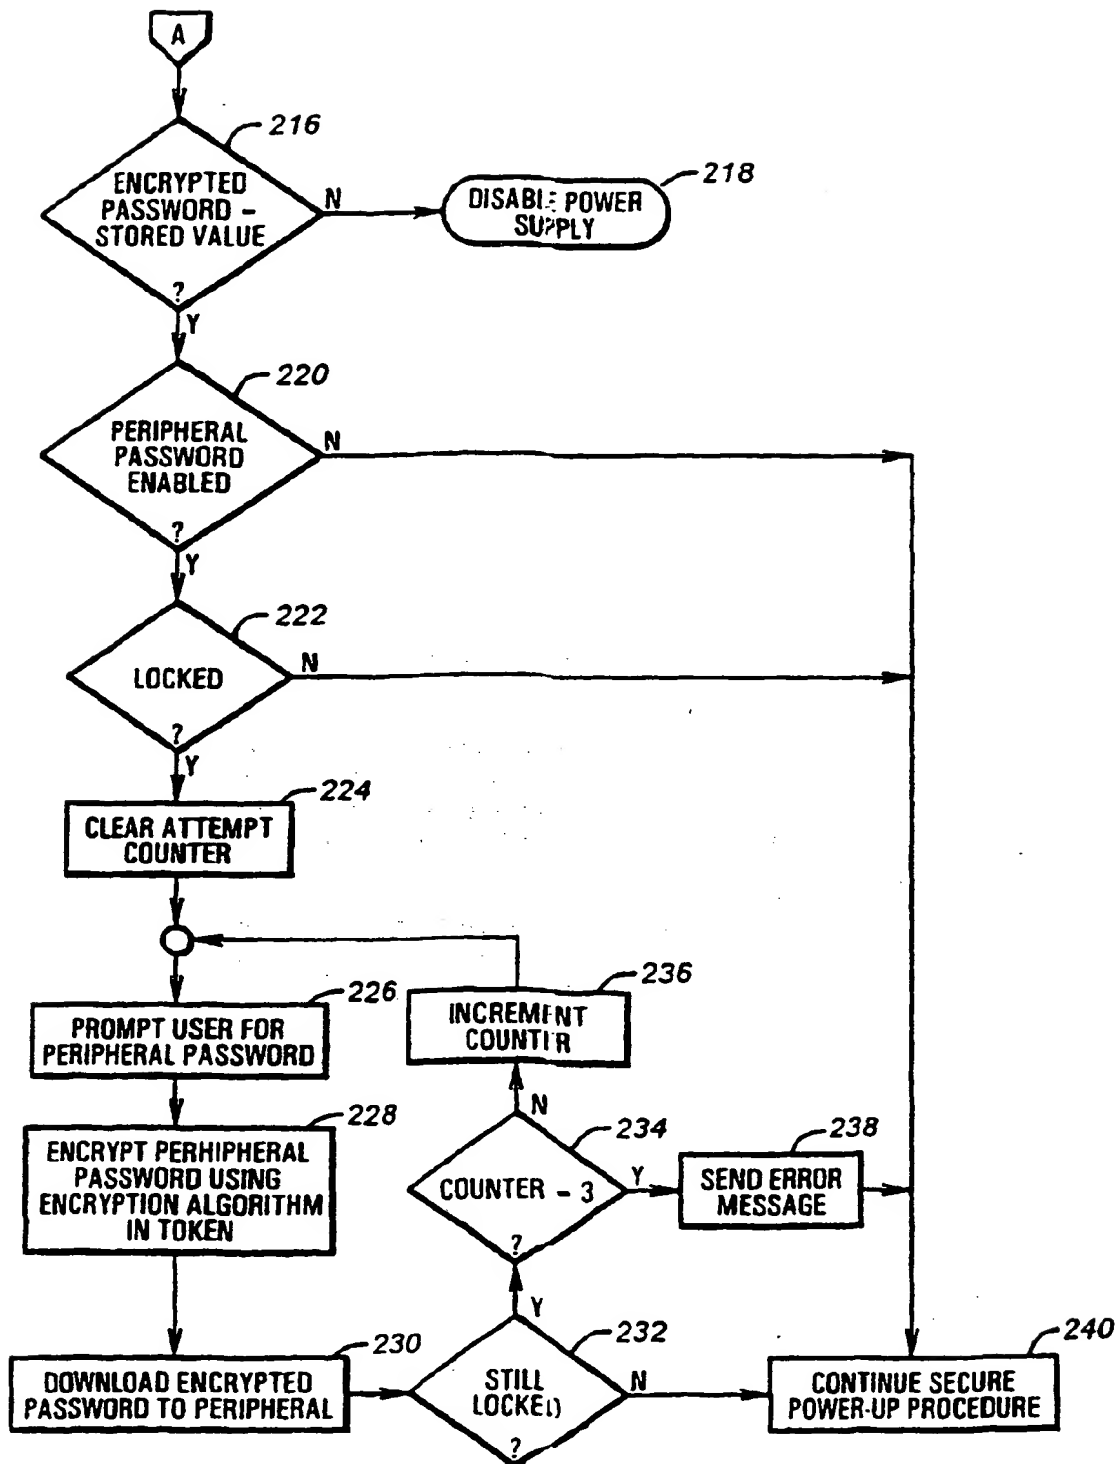 A
216
ENCRYPTED
PASSWORD -
STORED VALUE
?
N
Y
218
DISABLE POWER
SUPPLY
220
PERIPHERAL
PASSWORD
ENABLED
?
N
Y
222
LOCKED
?
N
Y
224
CLEAR ATTEMPT
COUNTER
226
PROMPT USER FOR
PERIPHERAL PASSWORD
228
ENCRYPT PERHIPHERAL
PASSWORD USING
ENCRYPTION ALGORITHM
IN TOKEN
230
DOWNLOAD ENCRYPTED
PASSWORD TO PERIPHERAL
232
STILL
LOCKED
?
N
Y
234
COUNTER - 3
?
N
Y
236
INCREMENT
COUNTER
238
SEND ERROR
MESSAGE
240
CONTINUE SECURE
POWER-UP PROCEDURE